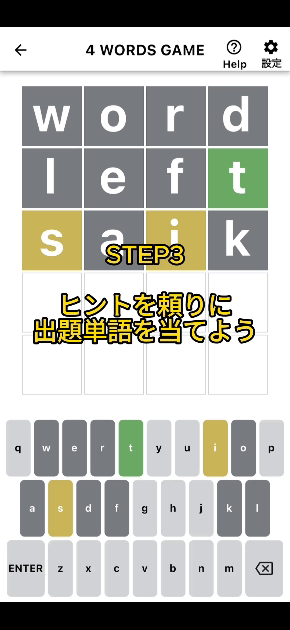 4 WORDS GAME
Help
設定
w o r d
l e f t
s a i k
STEP3
ヒントを頼りに
出題単語を当てよう
q w e r t y u i o p
a s d f g h j k l
ENTER z x c v b n m